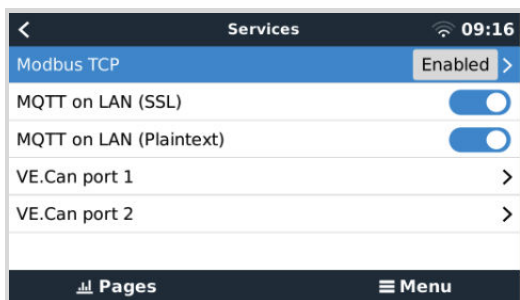 Services 09:16
Modbus TCP Enabled
MQTT on LAN (SSL)
MQTT on LAN (Plaintext)
VE.Can port 1
VE.Can port 2
Pages Menu